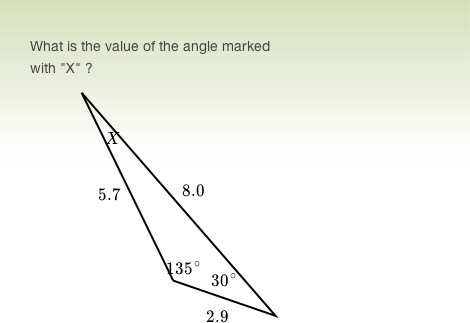 What is the value of the angle marked
with "X" ?
X
5.7
8.0
135°
30°
2.9